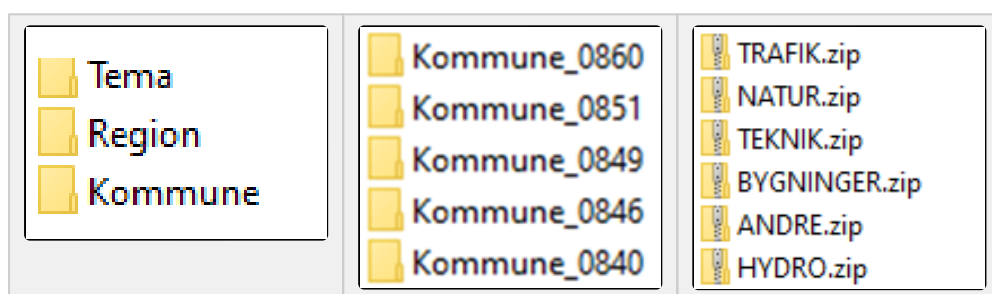 Tema
Region
Kommune
Kommune_0860
Kommune_0851
Kommune_0849
Kommune_0846
Kommune_0840
TRAFIK.zip
NATUR.zip
TEKNIK.zip
BYGNINGER.zip
ANDRE.zip
HYDRO.zip